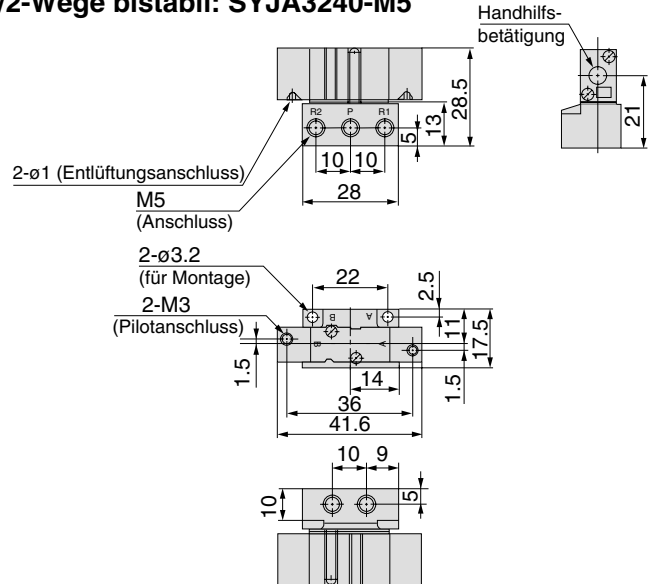 /2-Wege bistabil: SYJA3240-M5
Handhilfs-
betätigung
R2 P R1
28.5
13
5
21
10 10
28
2-ø1 (Entlüftungsanschluss)
M5
(Anschluss)
2-ø3.2
(für Montage)
22
2.5
2-M3
(Pilotanschluss)
B A
B A
11
17.5
1.5
14
1.5
36
41.6
10 9
10
5